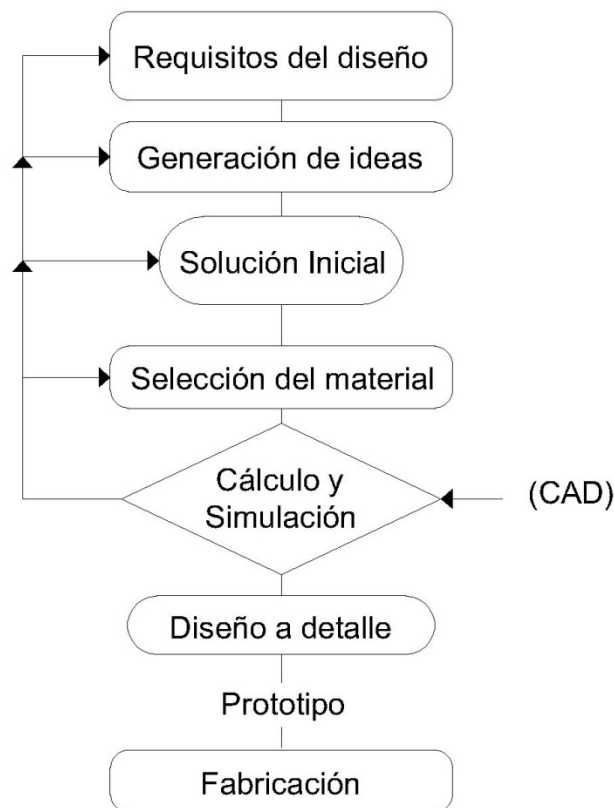 Requisitos del diseño
Generación de ideas
Solución Inicial
Selección del material
Cálculo y
Simulación
(CAD)
Diseño a detalle
Prototipo
Fabricación